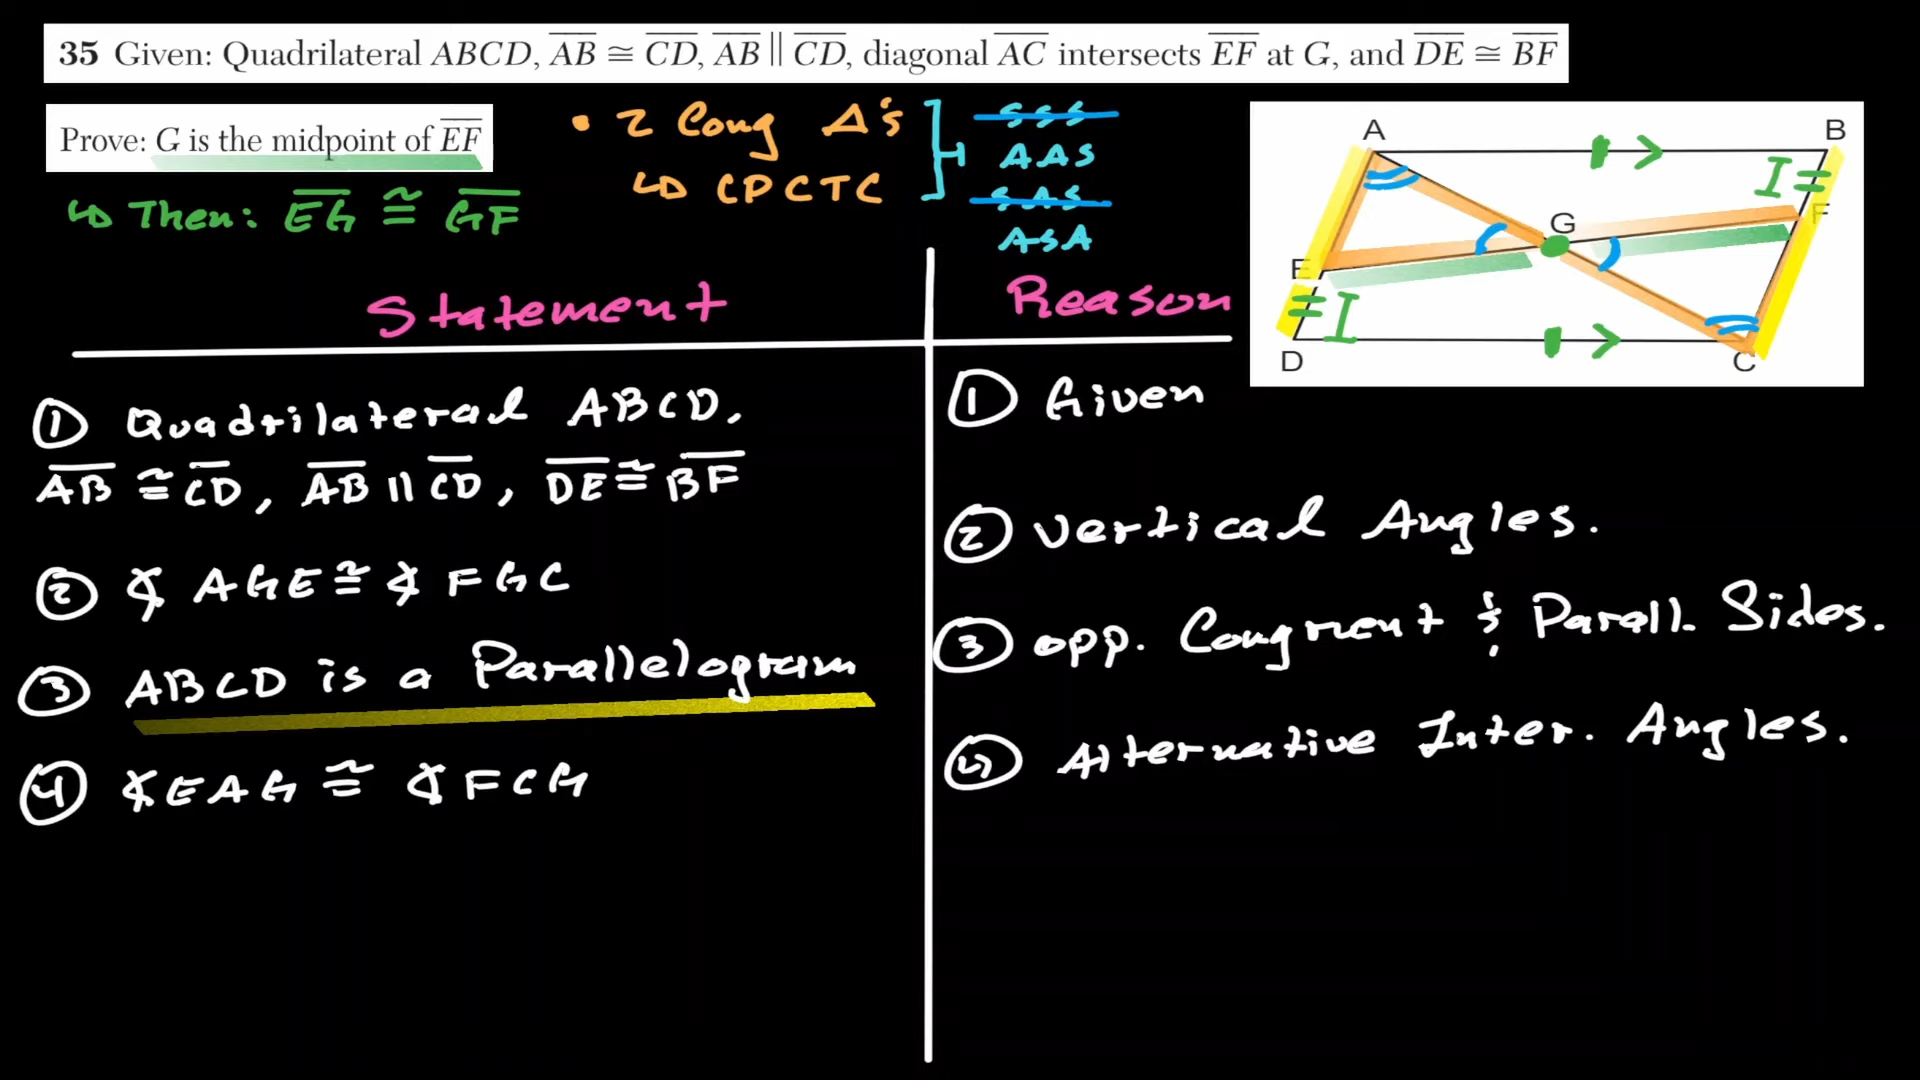 35 Given: Quadrilateral ABCD, AB ≅ CD, AB || CD, diagonal AC intersects EF at G, and DE ≅ BF
Prove: G is the midpoint of EF
↳ Then: EG ≅ GF
• 2 Cong Δ's
↳ CPCTC
SSS
AAS
SAS
ASA
A
B
G
F
E
D
C
Statement
Reason
① Quadrilateral ABCD,
AB ≅ CD, AB || CD, DE ≅ BF
① Given
② ∢ AGE ≅ ∢ FGC
② Vertical Angles.
③ ABCD is a Parallelogram
③ opp. Congruent & Parall. Sides.
④ ∢ EAG ≅ ∢ FCG
④ Alternative Inter. Angles.